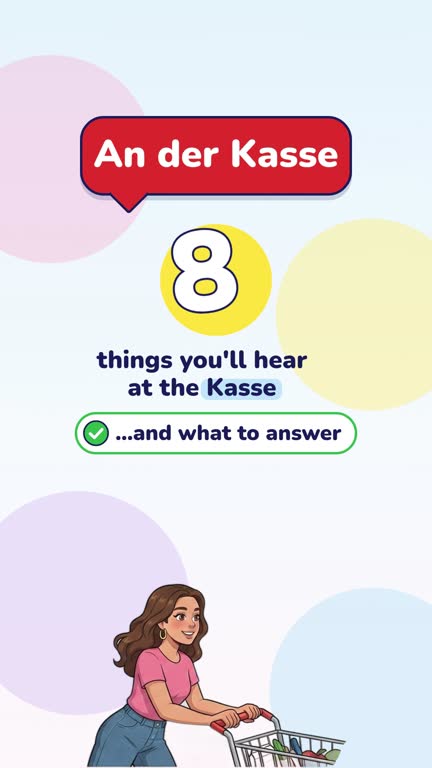 An der Kasse
8
things you'll hear
at the Kasse
...and what to answer